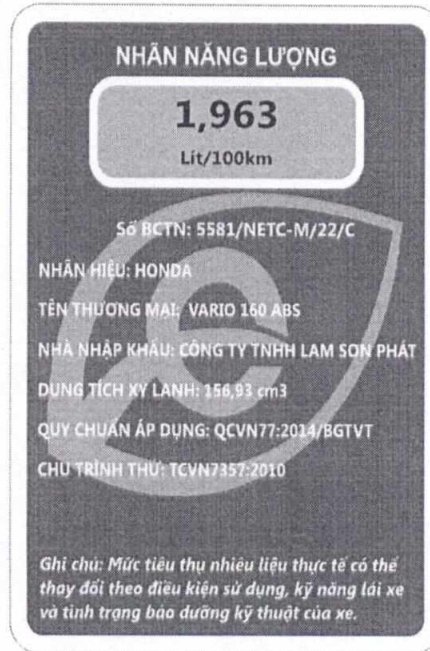 NHÃN NĂNG LƯỢNG
1,963
Lít/100km
Số BCTN: 5581/NETC-M/22/C
NHÃN HIỆU: HONDA
TÊN THƯƠNG MẠI: VARIO 160 ABS
NHÀ NHẬP KHẨU: CÔNG TY TNHH LAM SƠN PHÁT
DUNG TÍCH XY LANH: 156,93 cm3
QUY CHUẨN ÁP DỤNG: QCVN77:2014/BGTVT
CHU TRÌNH THỬ: TCVN7357:2010
Ghi chú: Mức tiêu thụ nhiêu liệu thực tế có thể
thay đổi theo điều kiện sử dụng, kỹ năng lái xe
và tình trạng bảo dưỡng kỹ thuật của xe.